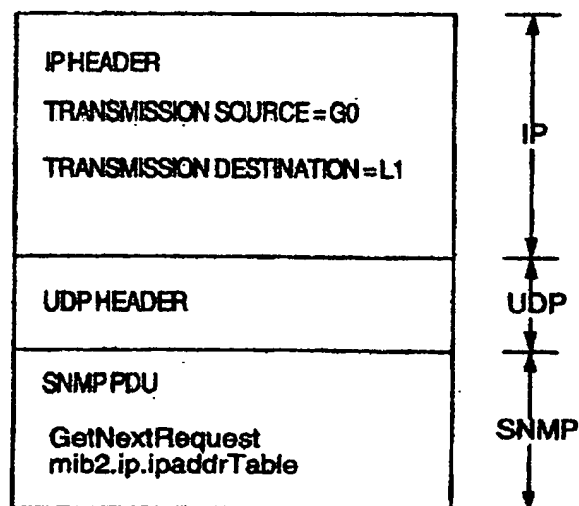 IP HEADER
TRANSMISSION SOURCE = G0
TRANSMISSION DESTINATION = L1
IP
UDP HEADER
UDP
SNMP PDU
GetNextRequest
mib2.ip.ipaddrTable
SNMP